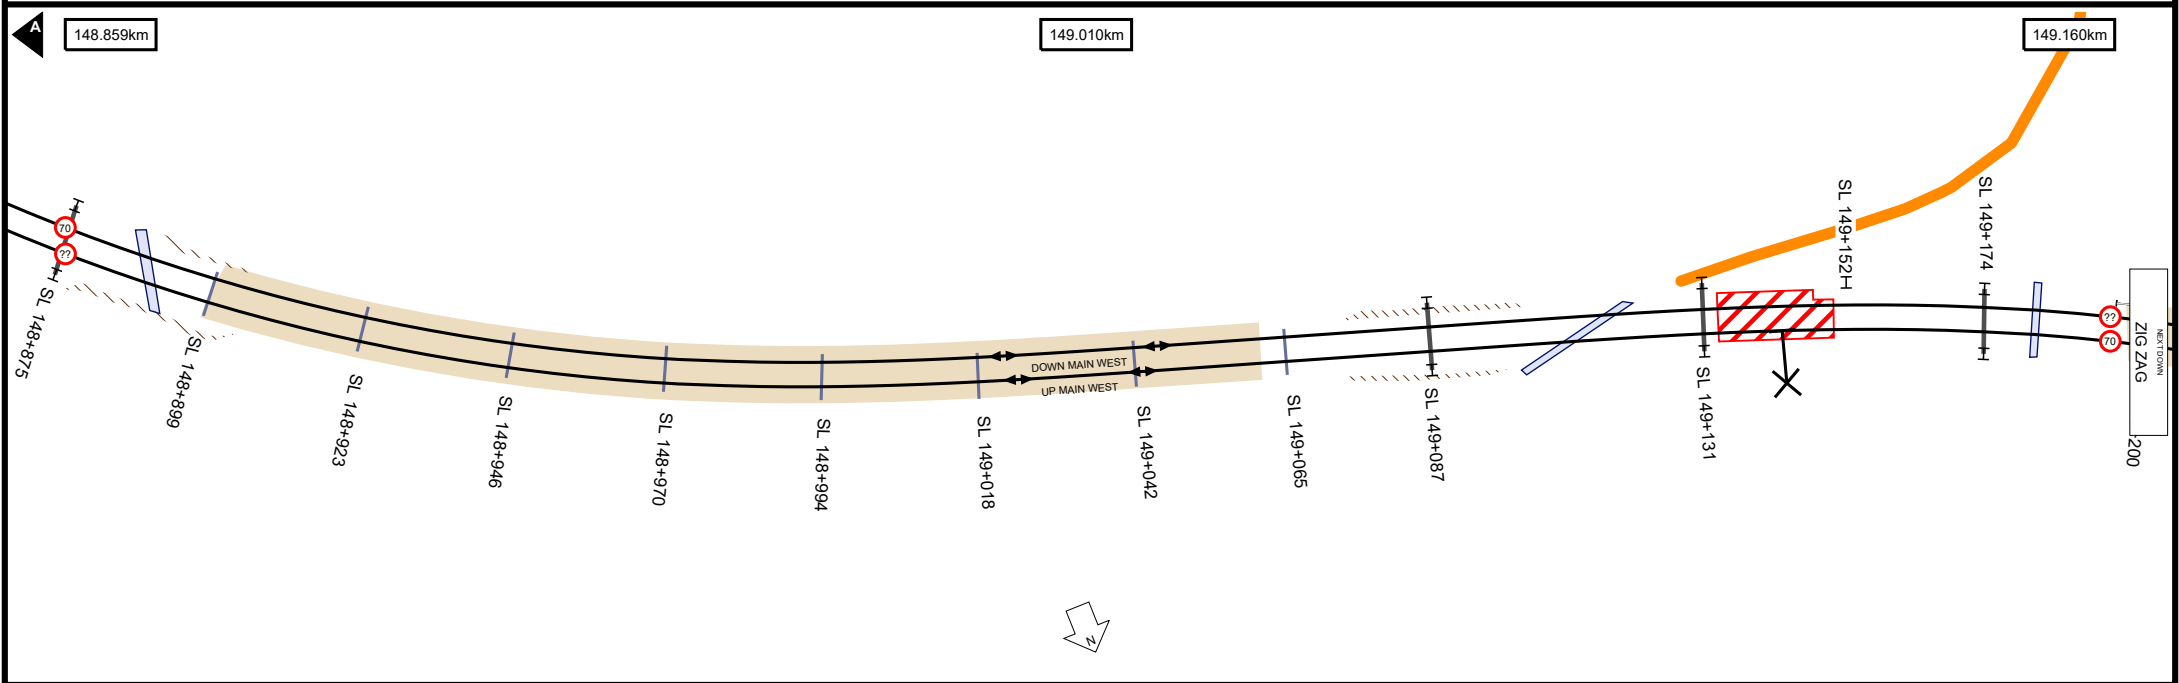 A
148.859km
149.010km
149.160km
70
??
SL 148+875
SL 148+899
SL 148+923
SL 148+946
SL 148+970
SL 148+994
SL 149+018
SL 149+042
SL 149+065
SL 149+087
SL 149+131
SL 149+152H
SL 149+174
DOWN MAIN WEST
UP MAIN WEST
??
70
NEXT DOWN
ZIG ZAG
200
N